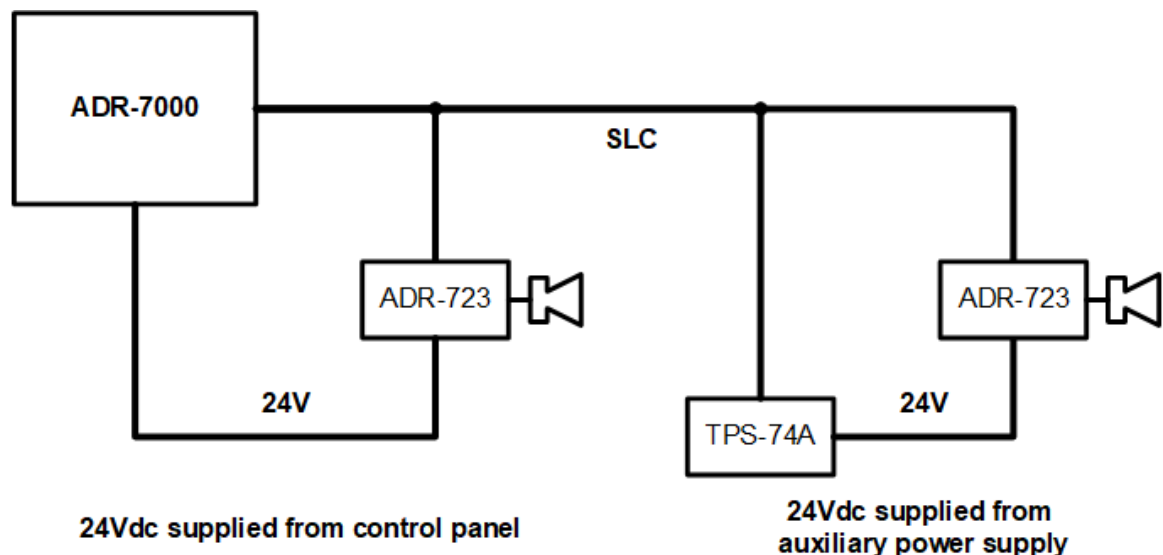 ADR-7000
SLC
ADR-723
ADR-723
24V
TPS-74A
24V
24Vdc supplied from control panel
24Vdc supplied from
auxiliary power supply